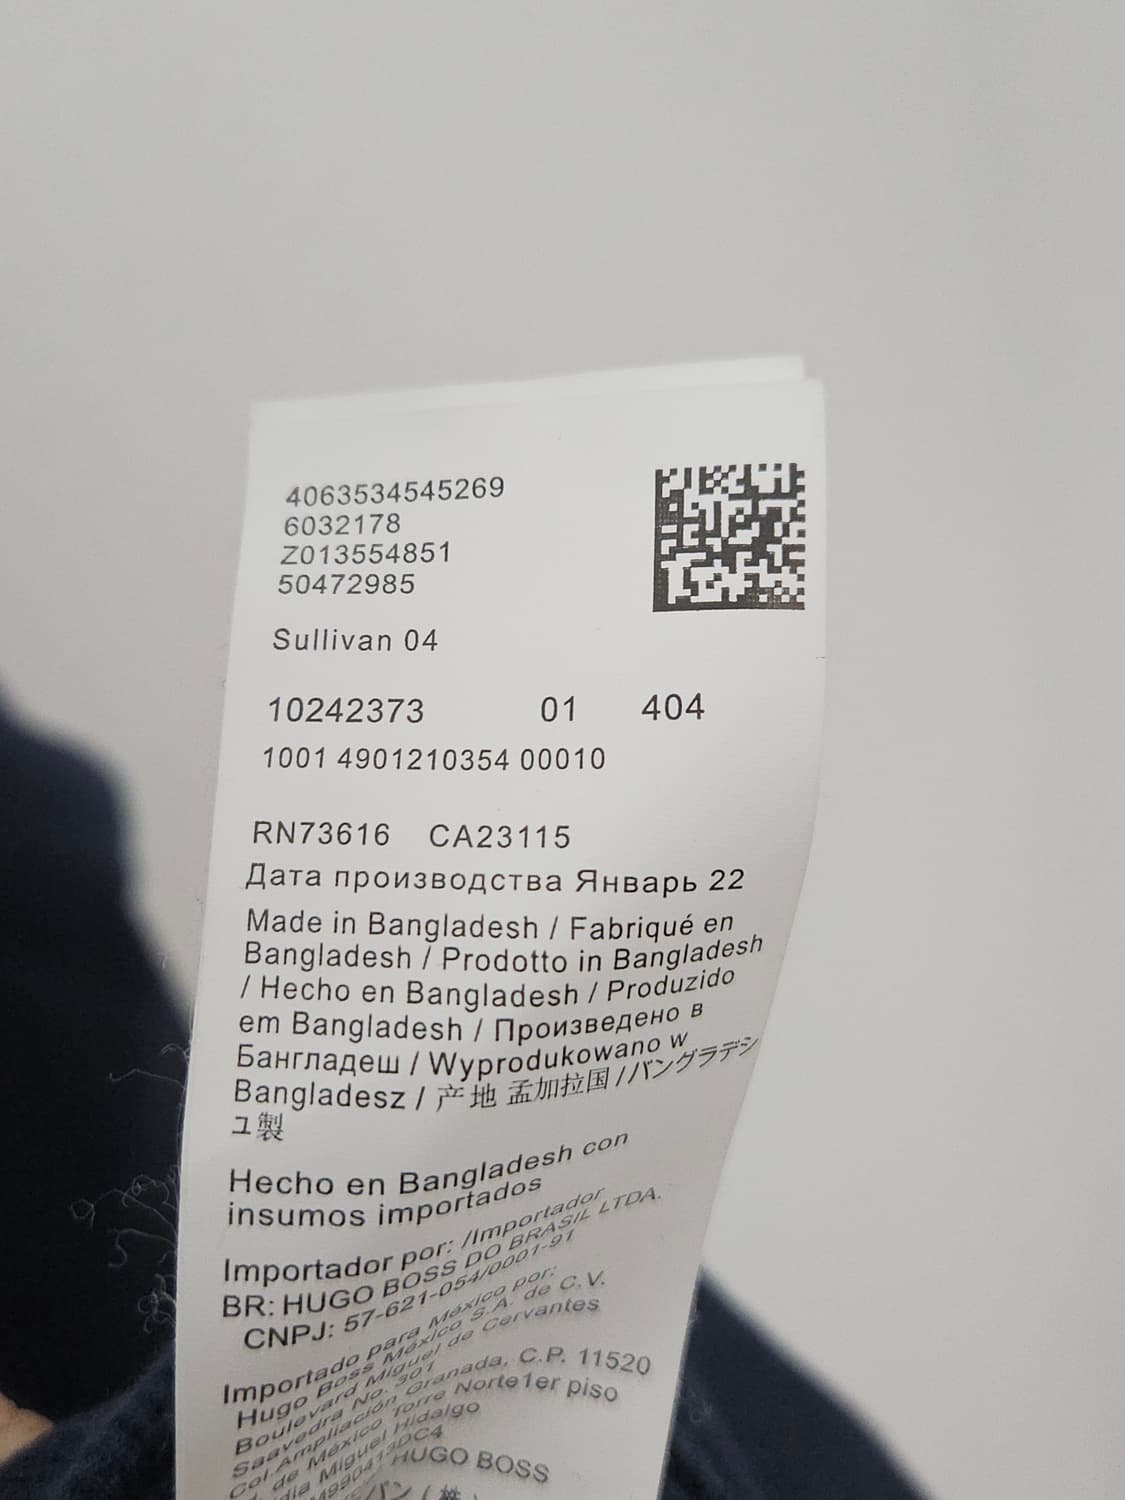 4063534545269
6032178
Z013554851
50472985
Sullivan 04
10242373 01 404
1001 4901210354 00010
RN73616 CA23115
Дата производства Январь 22
Made in Bangladesh / Fabriqué en
Bangladesh / Prodotto in Bangladesh
/ Hecho en Bangladesh / Produzido
em Bangladesh / Произведено в
Бангладеш / Wyprodukowano w
Bangladesz / 产地 孟加拉国 / バングラデシ
ュ製
Hecho en Bangladesh con
insumos importados
Importador por: /Importador
BR: HUGO BOSS DO BRASIL LTDA.
CNPJ: 57-621-054/0001-91
Importado para México por:
Hugo Boss México S.A. de C.V.
Boulevard Miguel de Cervantes
Saavedra No. 301
Col-Ampliación Granada, C.P. 11520
de México Torre Norte1er piso
Miguel Hidalgo
HUGO BOSS